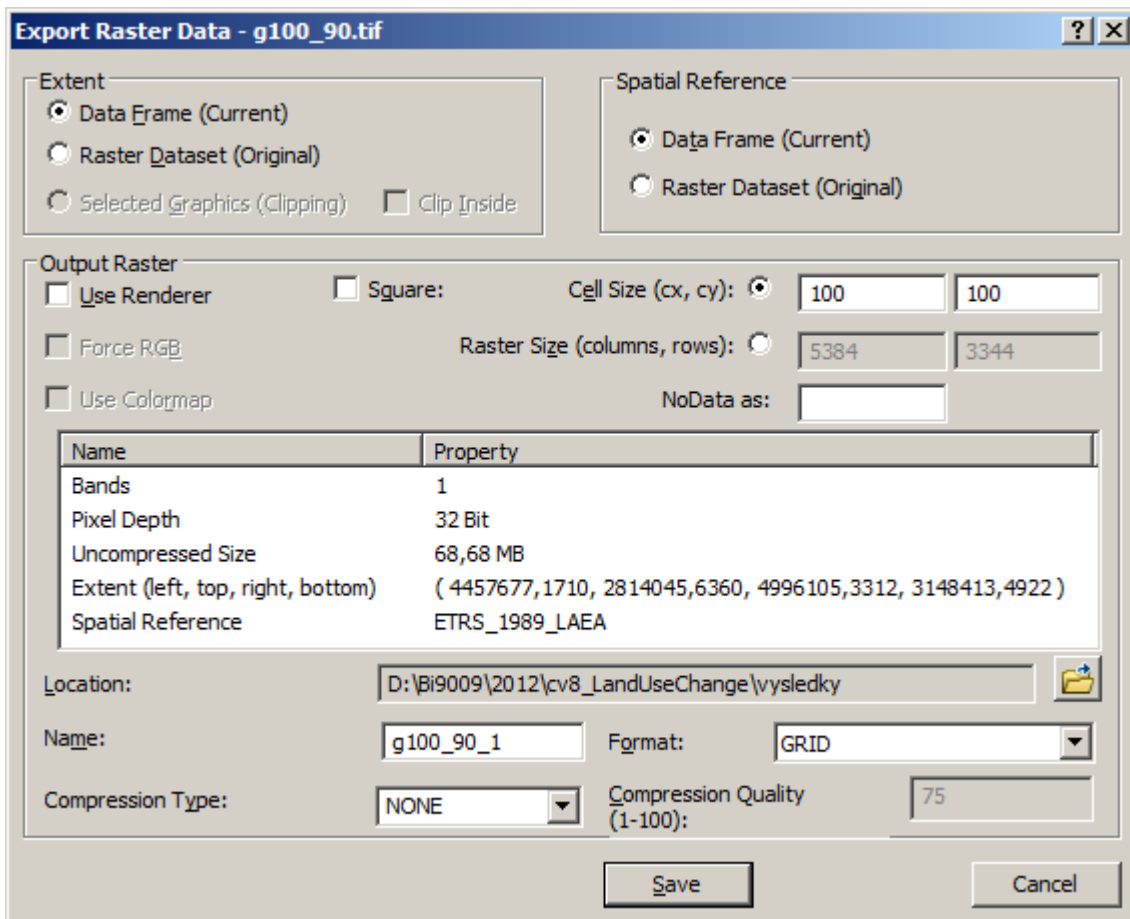 Export Raster Data - g100_90.tif
Extent
Data Frame (Current)
Raster Dataset (Original)
Selected Graphics (Clipping) Clip Inside
Spatial Reference
Data Frame (Current)
Raster Dataset (Original)
Output Raster
Use Renderer Square: Cell Size (cx, cy): 100 100
Force RGB Raster Size (columns, rows): 5384 3344
Use Colormap NoData as:
Name Property
Bands 1
Pixel Depth 32 Bit
Uncompressed Size 68,68 MB
Extent (left, top, right, bottom) ( 4457677,1710, 2814045,6360, 4996105,3312, 3148413,4922 )
Spatial Reference ETRS_1989_LAEA
Location: D:\Bi9009\2012\cv8_LandUseChange\vysledky
Name: g100_90_1 Format: GRID
Compression Type: NONE Compression Quality (1-100): 75
Save Cancel